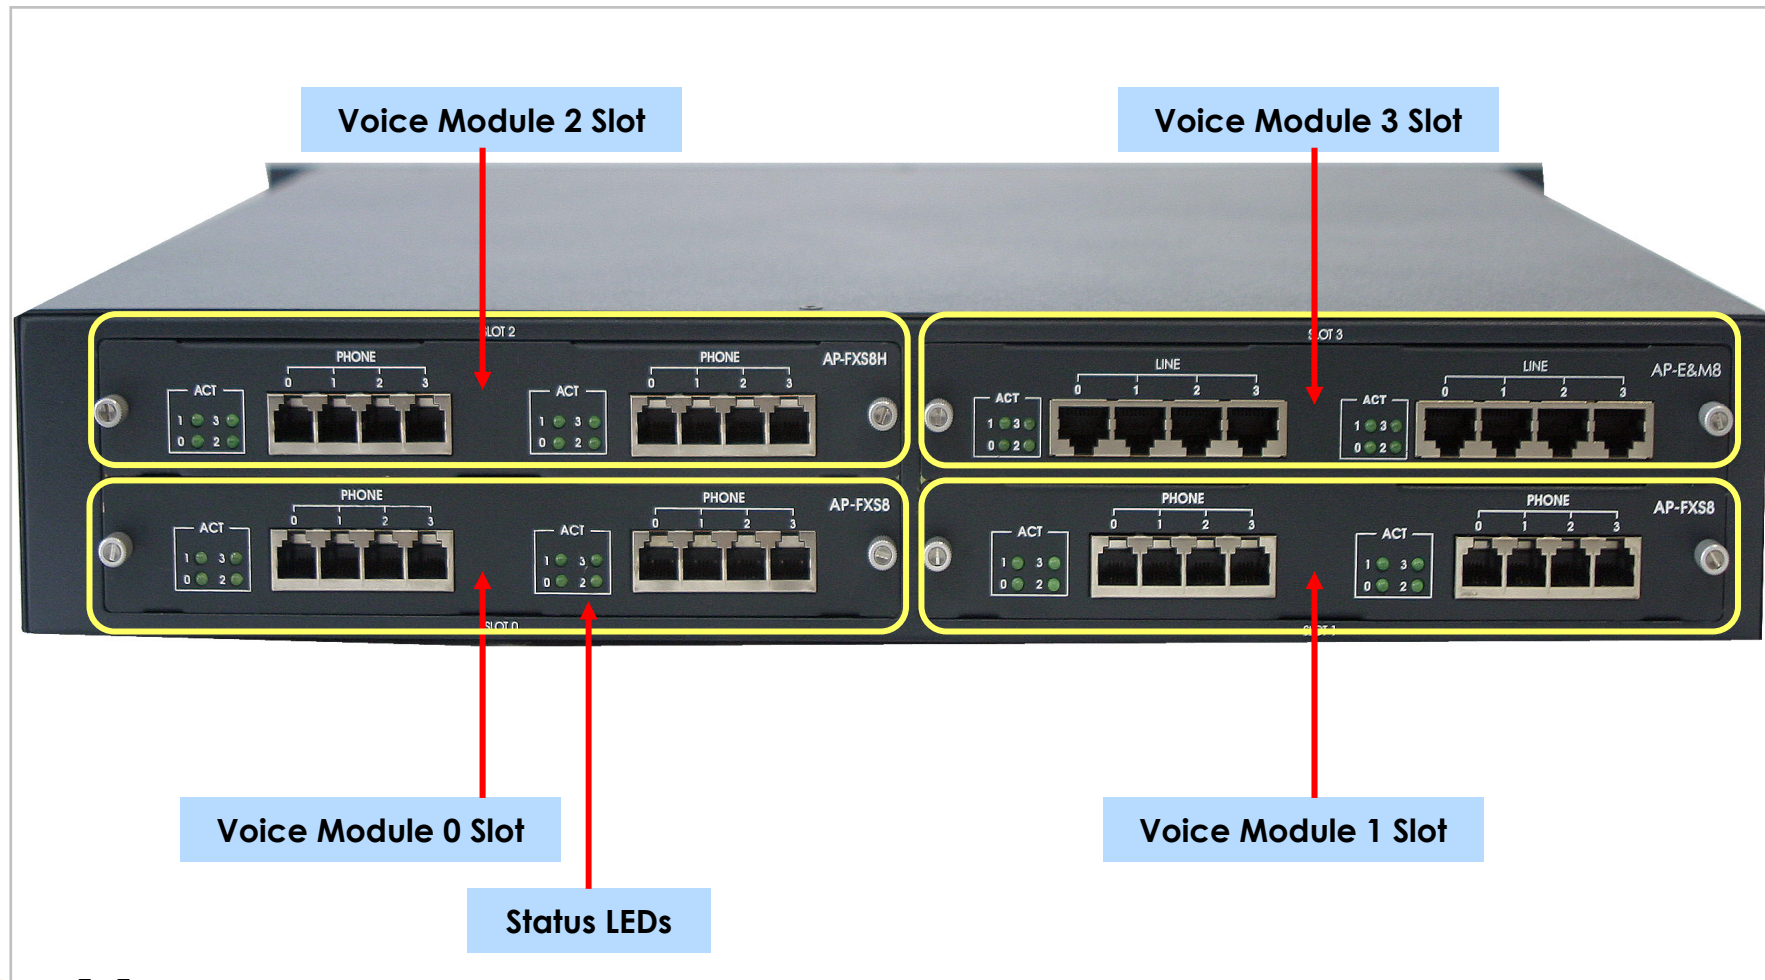 Voice Module 2 Slot
Voice Module 3 Slot
SLOT 2
SLOT 3
PHONE
0 1 2 3
PHONE
0 1 2 3
AP-FXS8H
ACT
1 3
0 2
ACT
1 3
0 2
LINE
0 1 2 3
LINE
0 1 2 3
AP-E&M8
ACT
1 3
0 2
ACT
1 3
0 2
PHONE
0 1 2 3
PHONE
0 1 2 3
AP-FXS8
ACT
1 3
0 2
ACT
1 3
0 2
SLOT 0
PHONE
0 1 2 3
PHONE
0 1 2 3
AP-FXS8
ACT
1 3
0 2
ACT
1 3
0 2
SLOT 1
Voice Module 0 Slot
Voice Module 1 Slot
Status LEDs